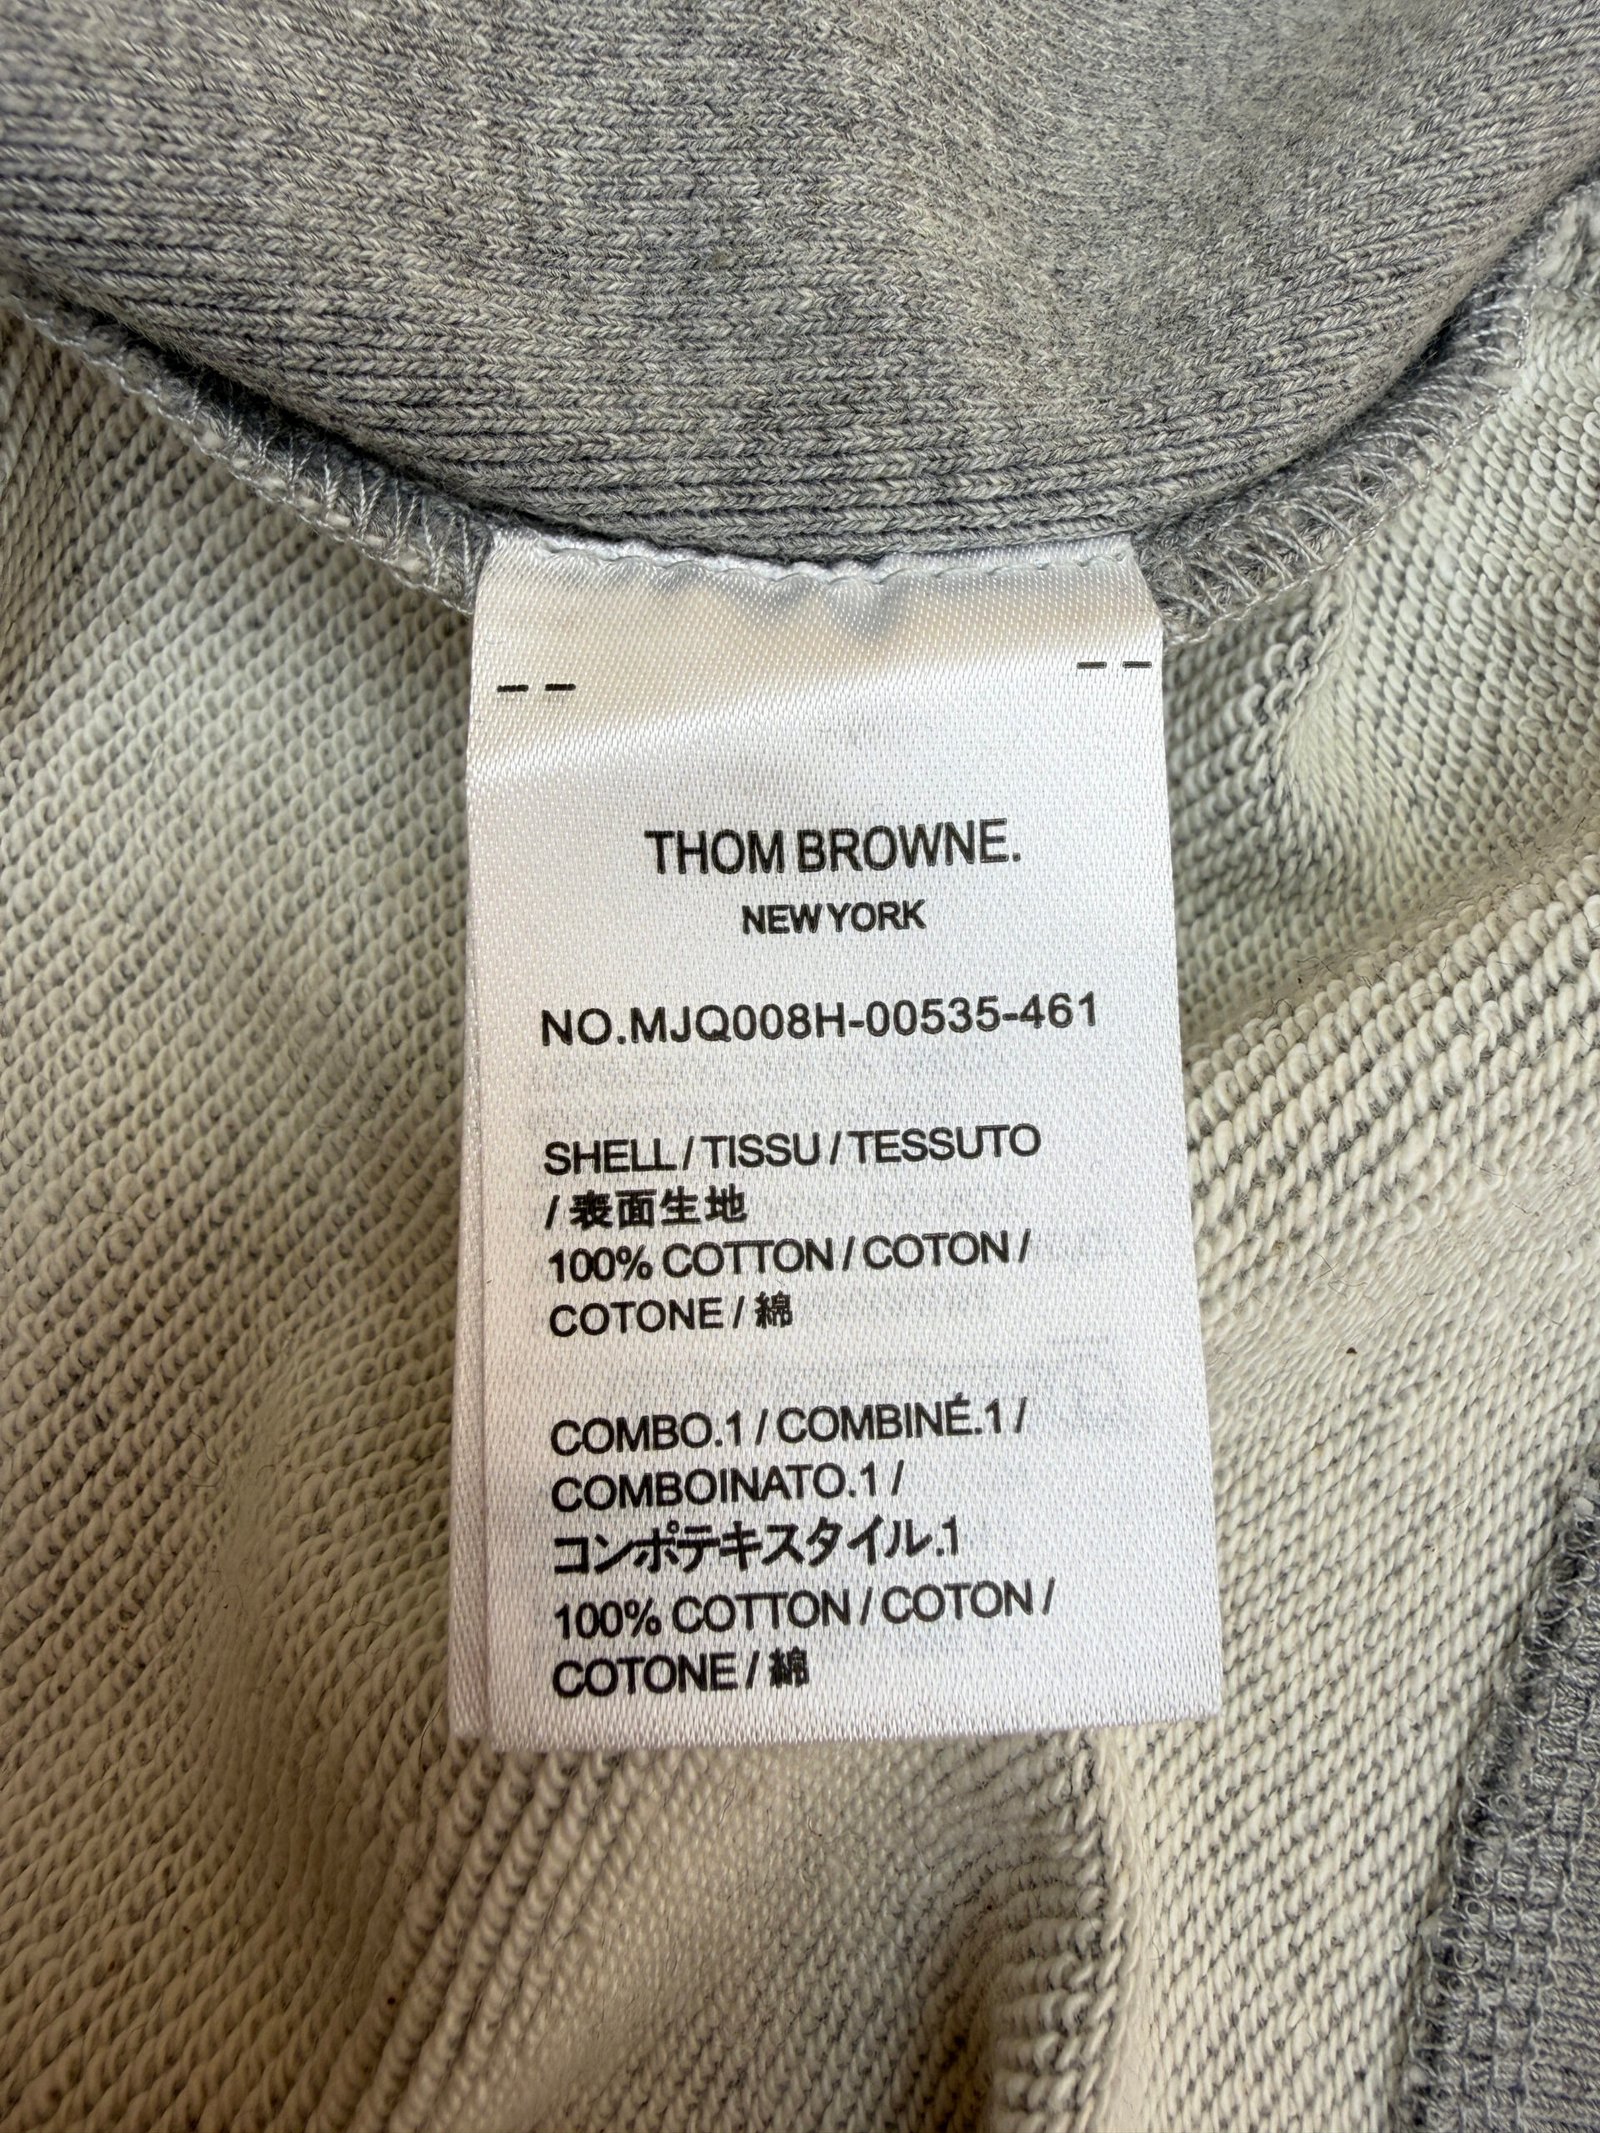 THOM BROWNE.
NEW YORK
NO.MJQ008H-00535-461
SHELL / TISSU / TESSUTO
/ 表面生地
100% COTTON / COTON /
COTONE / 綿
COMBO.1 / COMBINÉ.1 /
COMBOINATO.1 /
コンポテキスタイル.1
100% COTTON / COTON /
COTONE / 綿